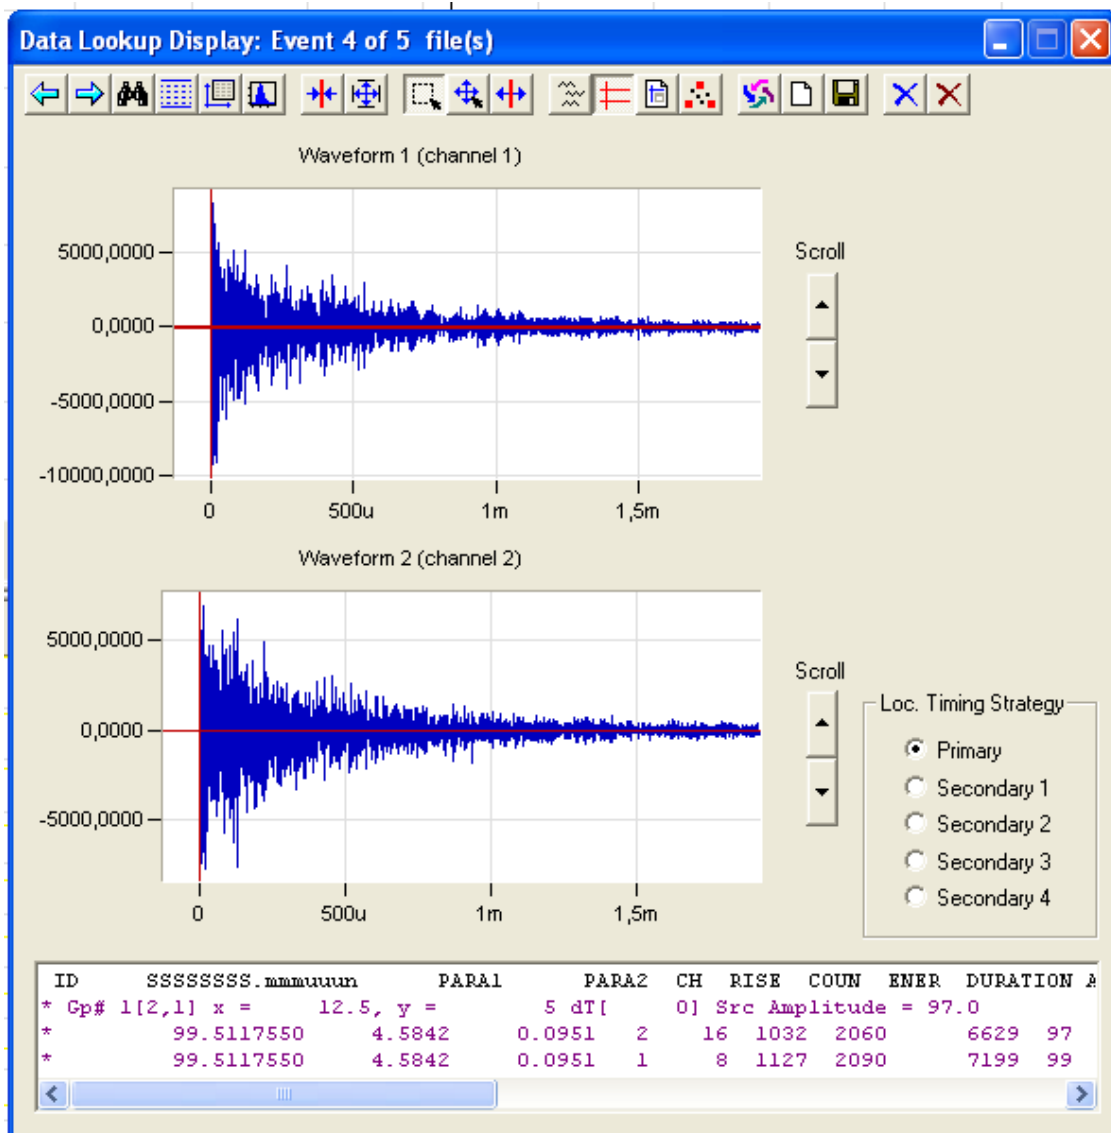 Data Lookup Display: Event 4 of 5 file(s)
Waveform 1 (channel 1)
5000,0000
0,0000
-5000,0000
-10000,0000
0 500u 1m 1,5m
Scroll
Waveform 2 (channel 2)
5000,0000
0,0000
-5000,0000
0 500u 1m 1,5m
Scroll
Loc. Timing Strategy
Primary
Secondary 1
Secondary 2
Secondary 3
Secondary 4
ID SSSSSSSS.mmmuuun PARA1 PARA2 CH RISE COUN ENER DURATION A
* Gp# 1[2,1] x = 12.5, y = 5 dT[ 0] Src Amplitude = 97.0
* 99.5117550 4.5842 0.0951 2 16 1032 2060 6629 97
* 99.5117550 4.5842 0.0951 1 8 1127 2090 7199 99